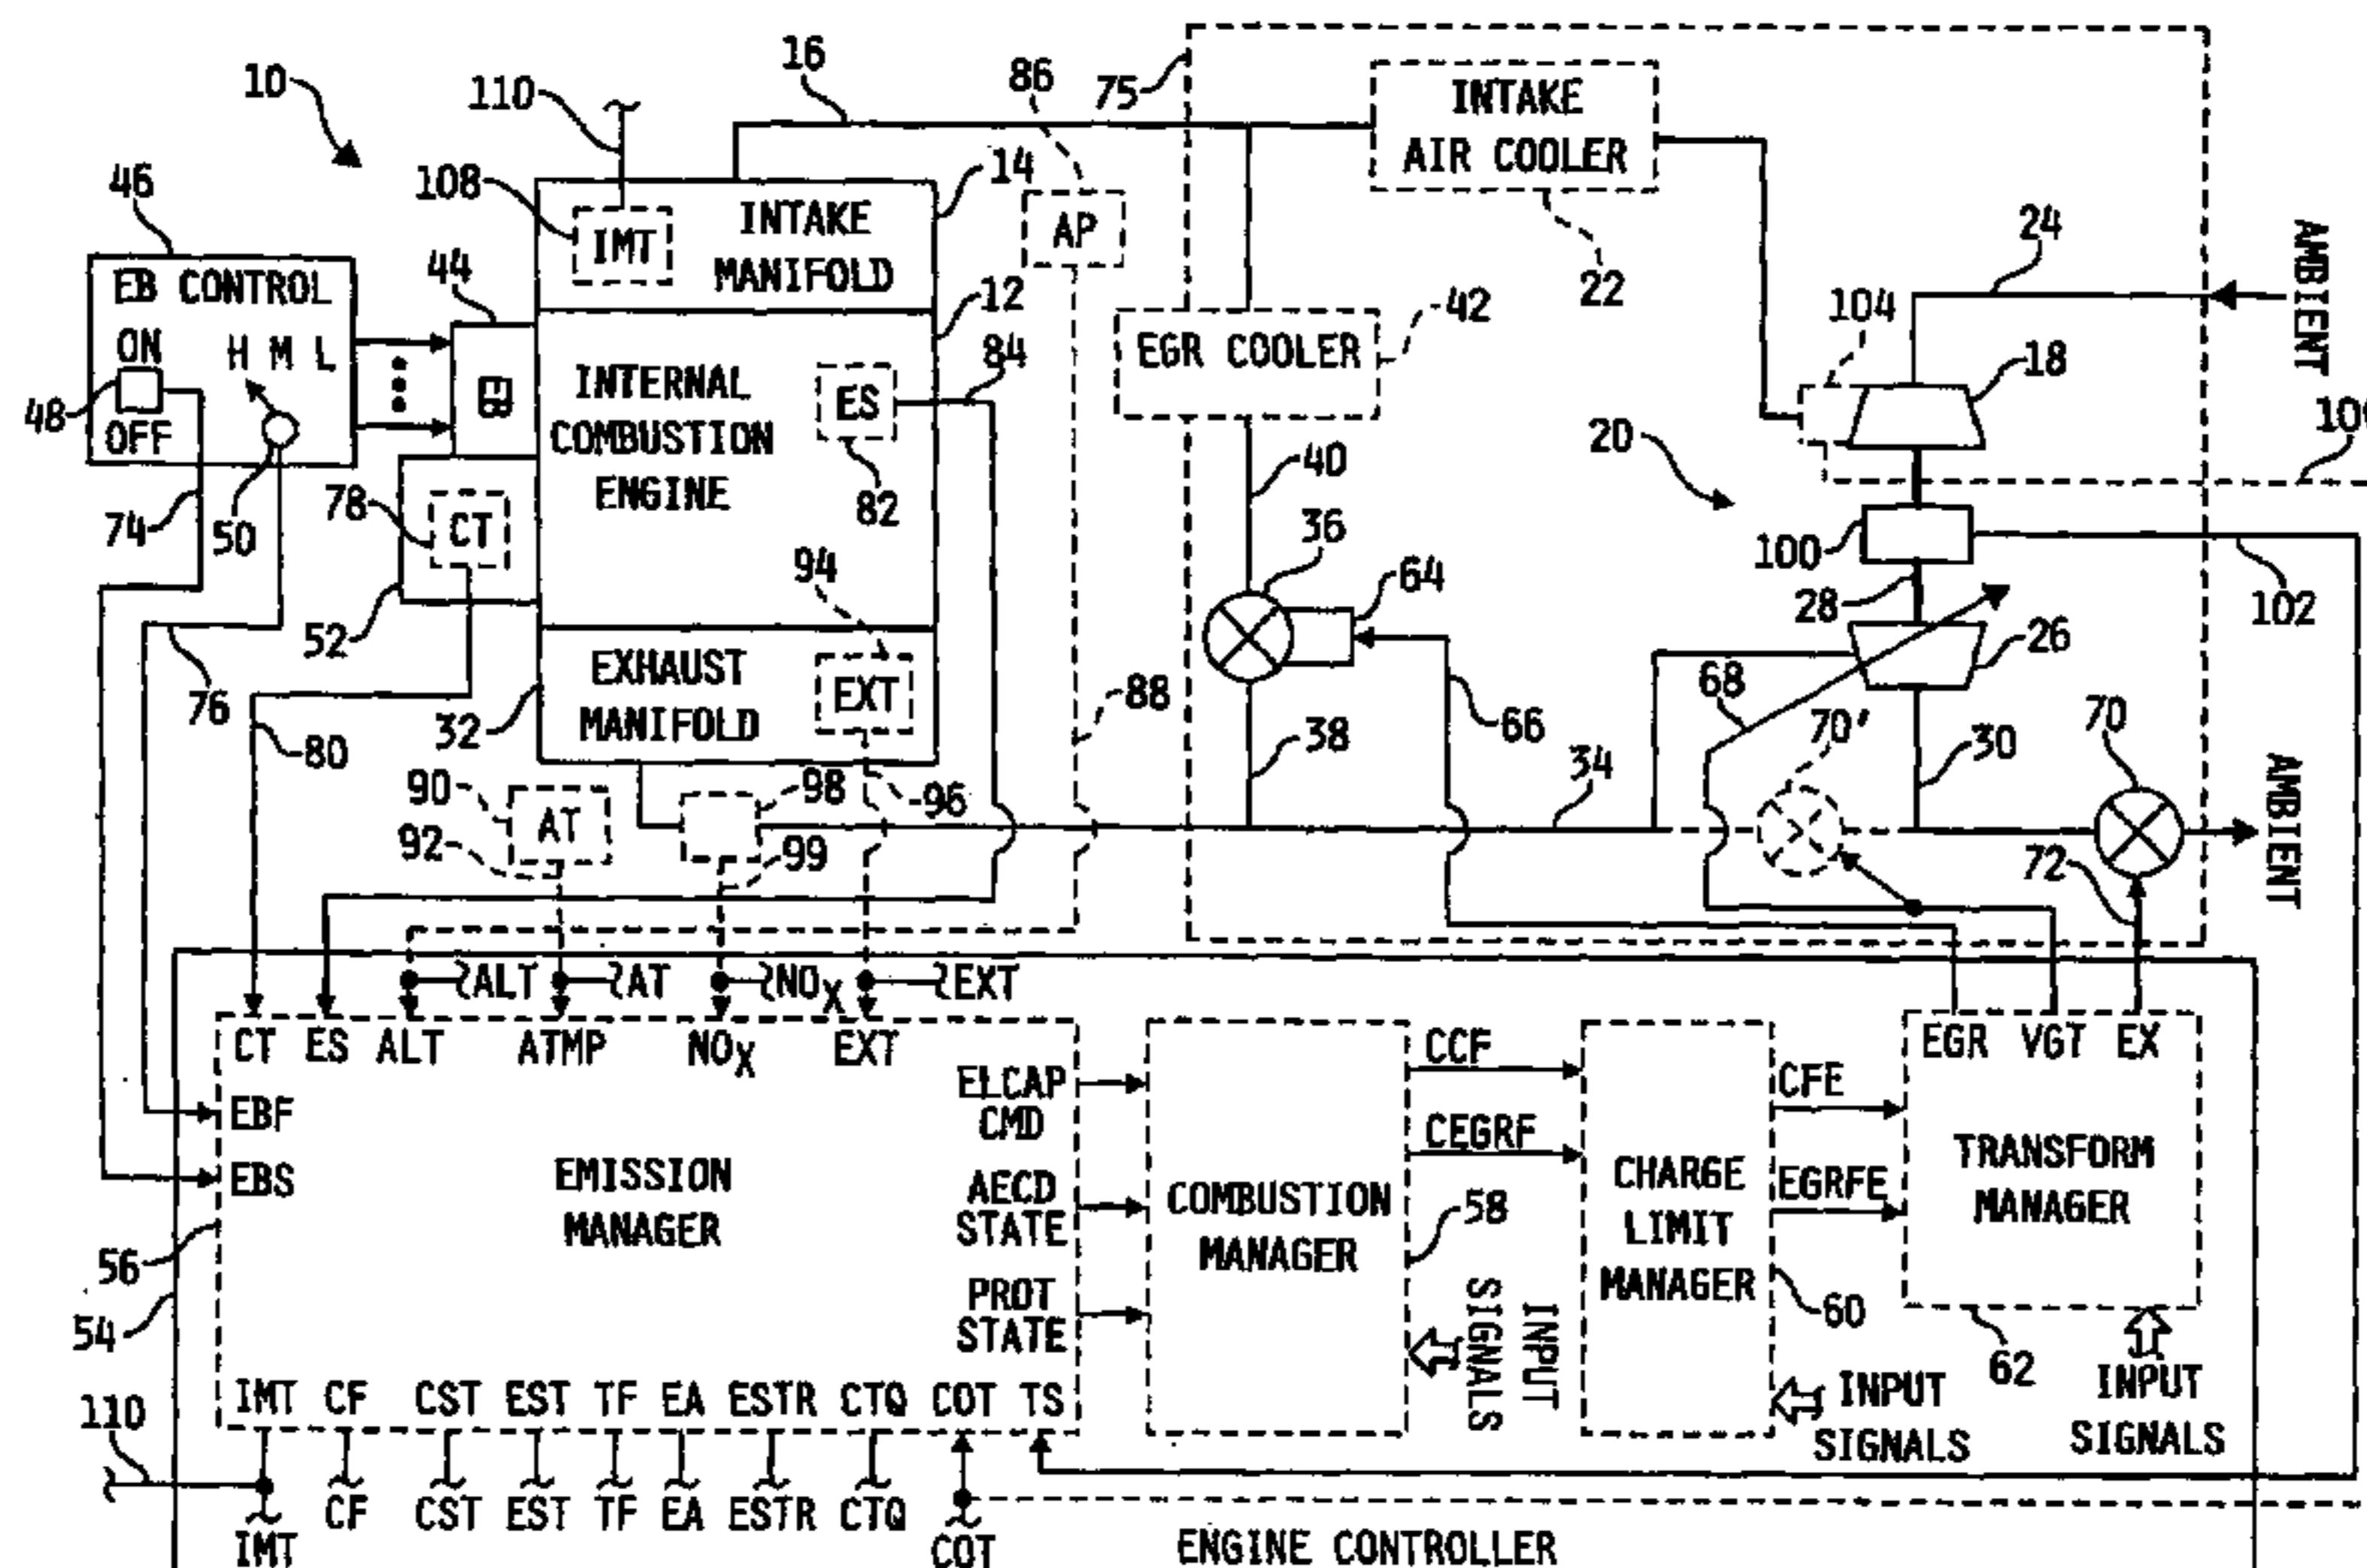 10
110
16
86
75
INTAKE
AIR COOLER
22
46
108
IMT
INTAKE
MANIFOLD
14
AP
24
AMBIENT
EB CONTROL
ON
OFF
H M L
48
44
EB
12
84
EGR COOLER
42
104
18
INTERNAL
COMBUSTION
ENGINE
ES
82
20
40
74
50
78
CT
52
94
36
64
100
28
102
26
76
80
32
EXHAUST
MANIFOLD
EXT
88
38
66
68
70'
70
30
34
AMBIENT
90
AT
92
98
96
99
72
ALT
AT
NOX
EXT
CT ES ALT ATMP NOX EXT
EBF
EBS
EMISSION
MANAGER
ELCAP
CMD
AECD
STATE
PROT
STATE
56
54
COMBUSTION
MANAGER
58
INPUT
SIGNALS
CCF
CEGRF
CHARGE
LIMIT
MANAGER
60
INPUT
SIGNALS
CFE
EGRFE
EGR VGT EX
TRANSFORM
MANAGER
62
INPUT
SIGNALS
110
IMT CF CST EST TF EA ESTR CTQ COT TS
CF CST EST TF EA ESTR CTQ
IMT
COT
ENGINE CONTROLLER